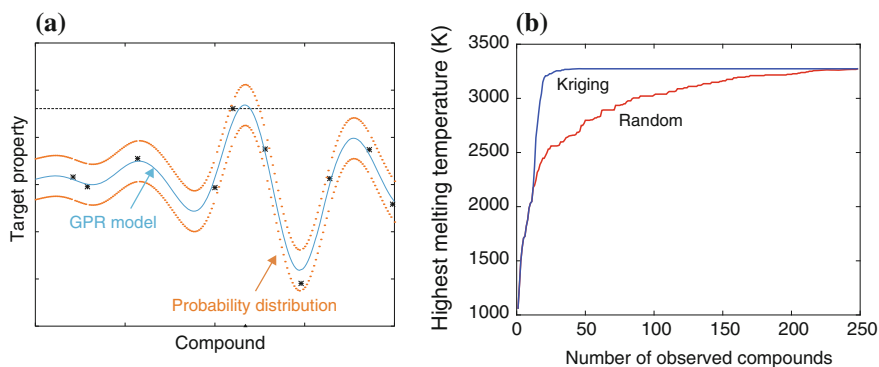 (a)
Target property
GPR model
Probability distribution
Compound
(b)
Highest melting temperature (K)
3500
3000
2500
2000
1500
1000
Kriging
Random
0
50
100
150
200
250
Number of observed compounds